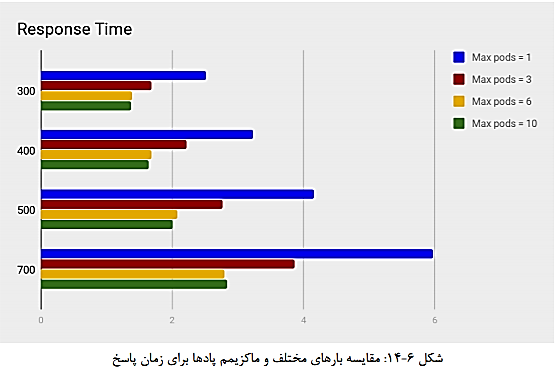 Response Time
Max pods = 1
Max pods = 3
Max pods = 6
Max pods = 10
300
400
500
700
0 2 4 6
شکل ۶-۱۴: مقایسه بارهای مختلف و ماکزیمم پادها برای زمان پاسخ